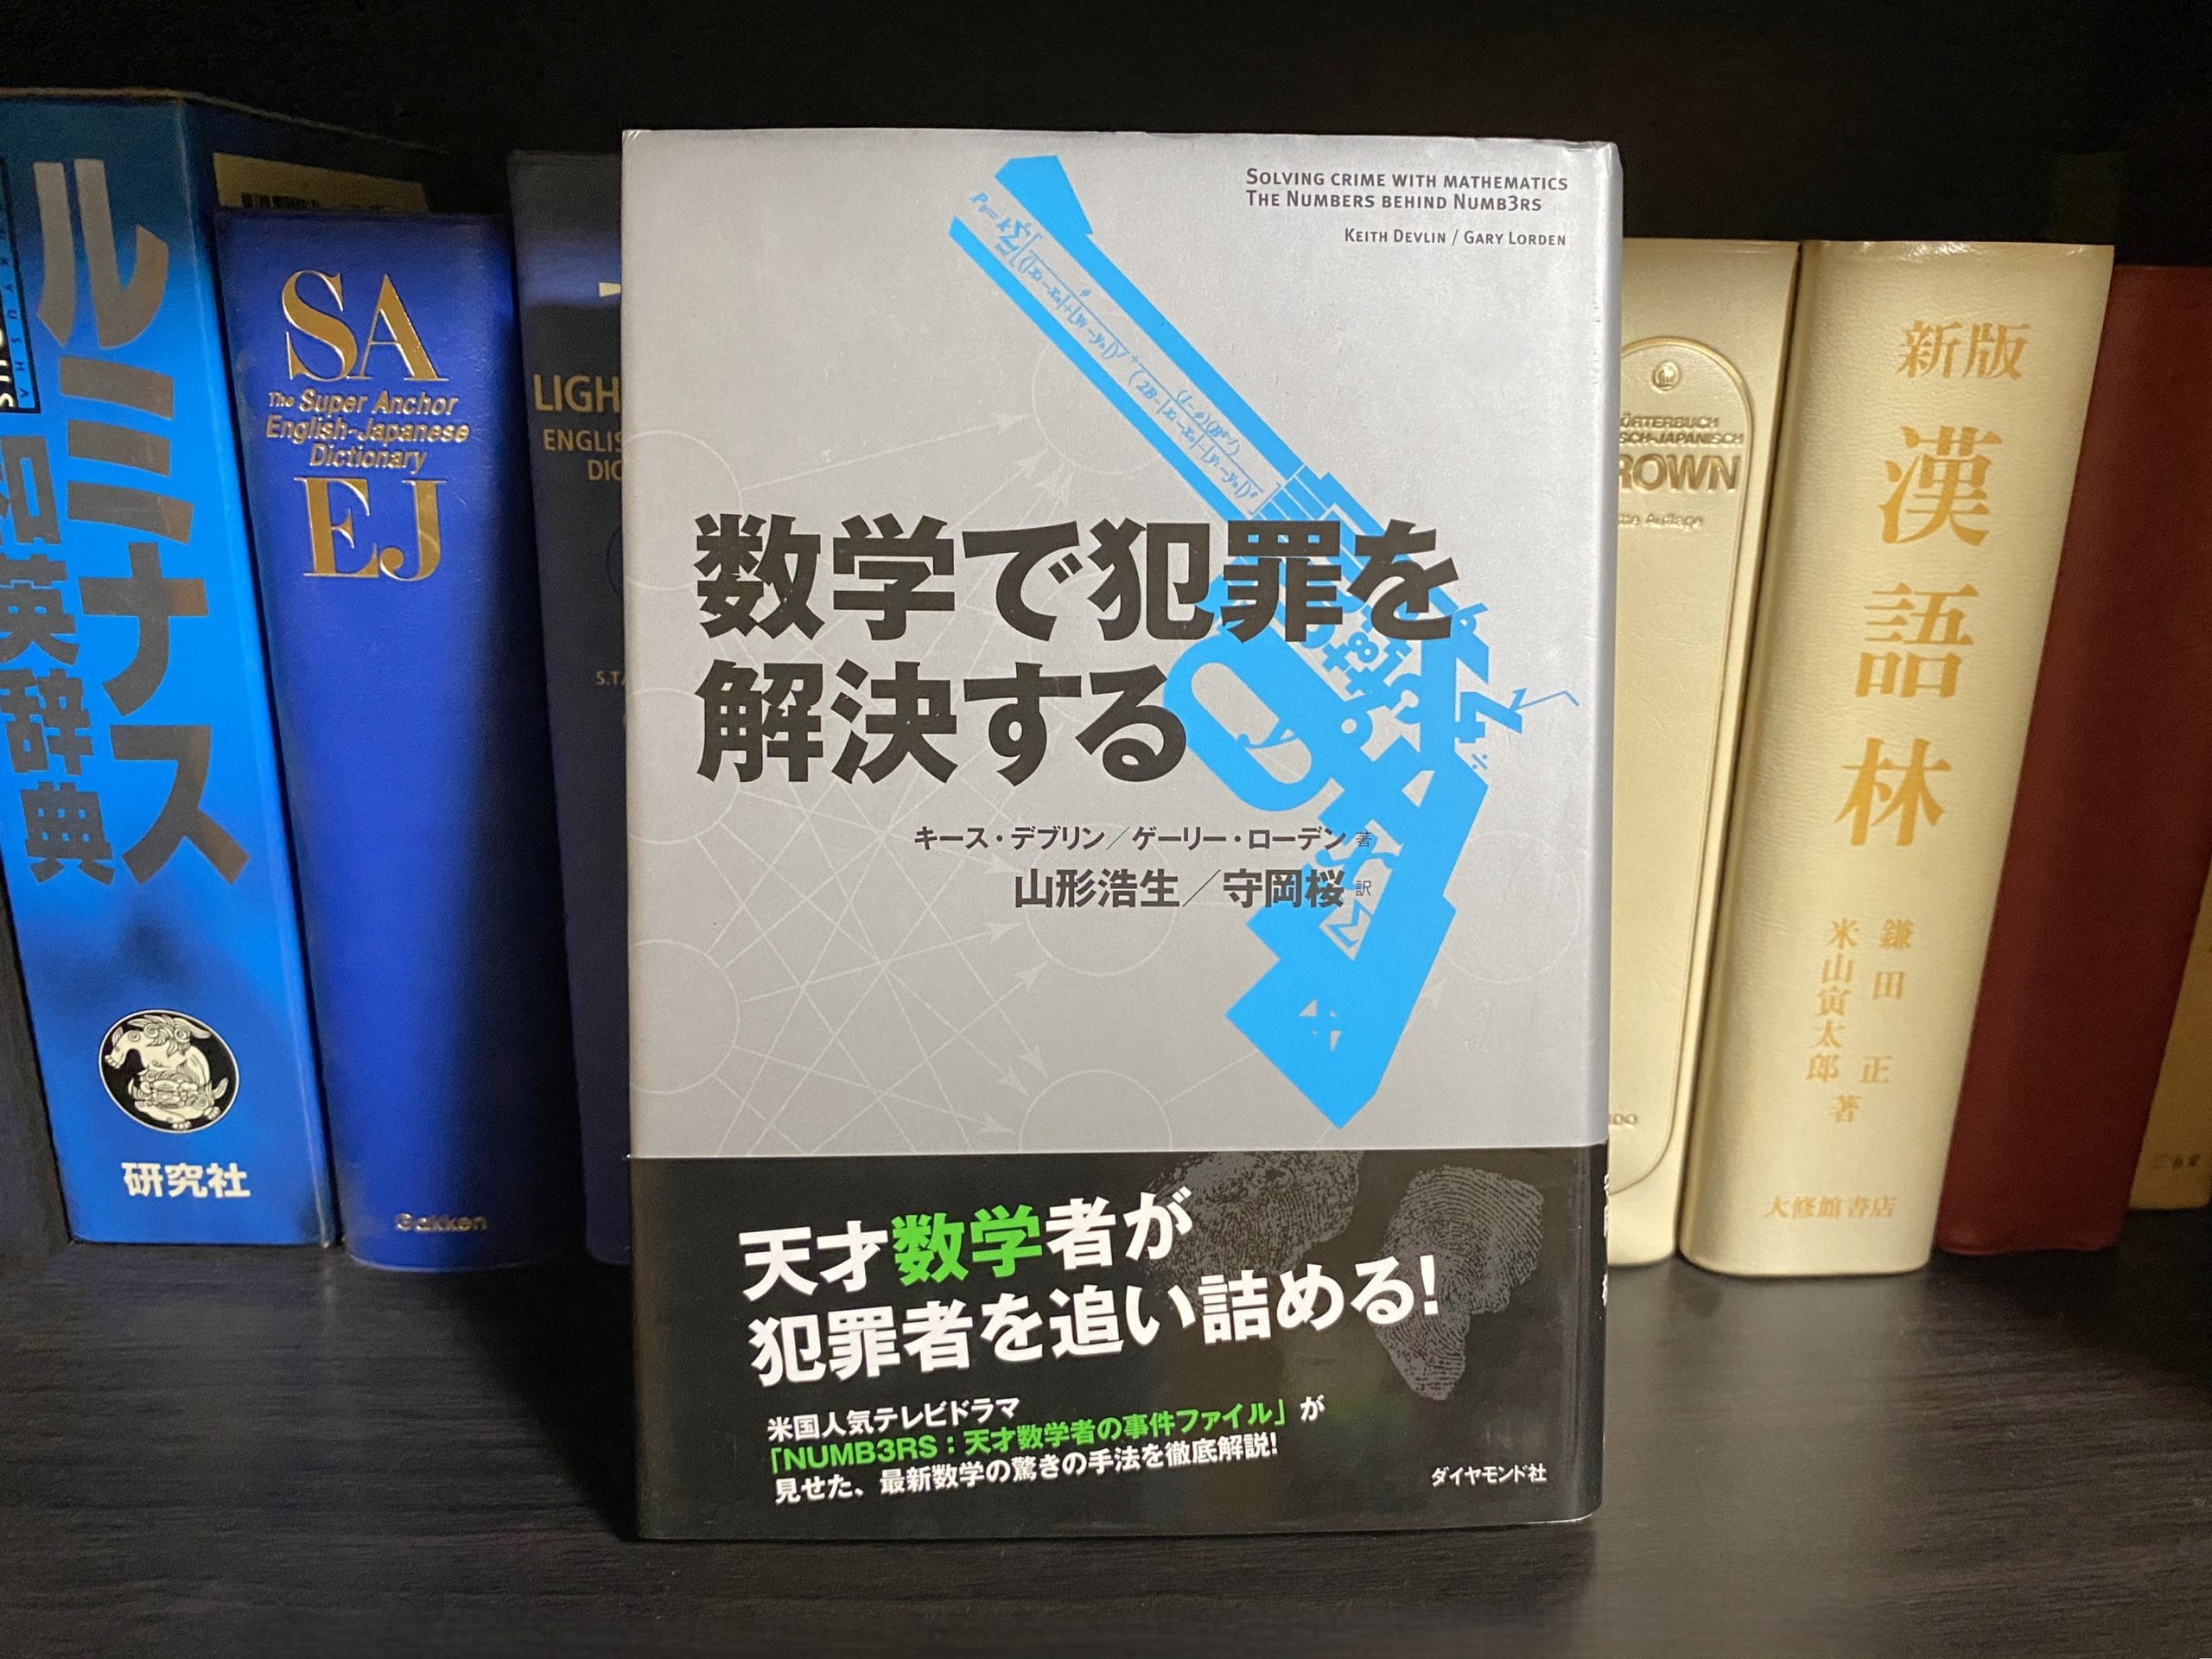 ルミナス
和英辞典
研究社
SA
The Super Anchor
English-Japanese
Dictionary
EJ
Gakken
SOLVING CRIME WITH MATHEMATICS
THE NUMBERS BEHIND NUMB3RS
KEITH DEVLIN / GARY LORDEN
数学で犯罪を
解決する
キース・デブリン／ゲーリー・ローデン 著
山形浩生／守岡桜 訳
天才数学者が
犯罪者を追い詰める!
米国人気テレビドラマ
「NUMB3RS：天才数学者の事件ファイル」が
見せた、最新数学の驚きの手法を徹底解説!
ダイヤモンド社
新版
漢語林
鎌田正
米山寅太郎
著
大修館書店